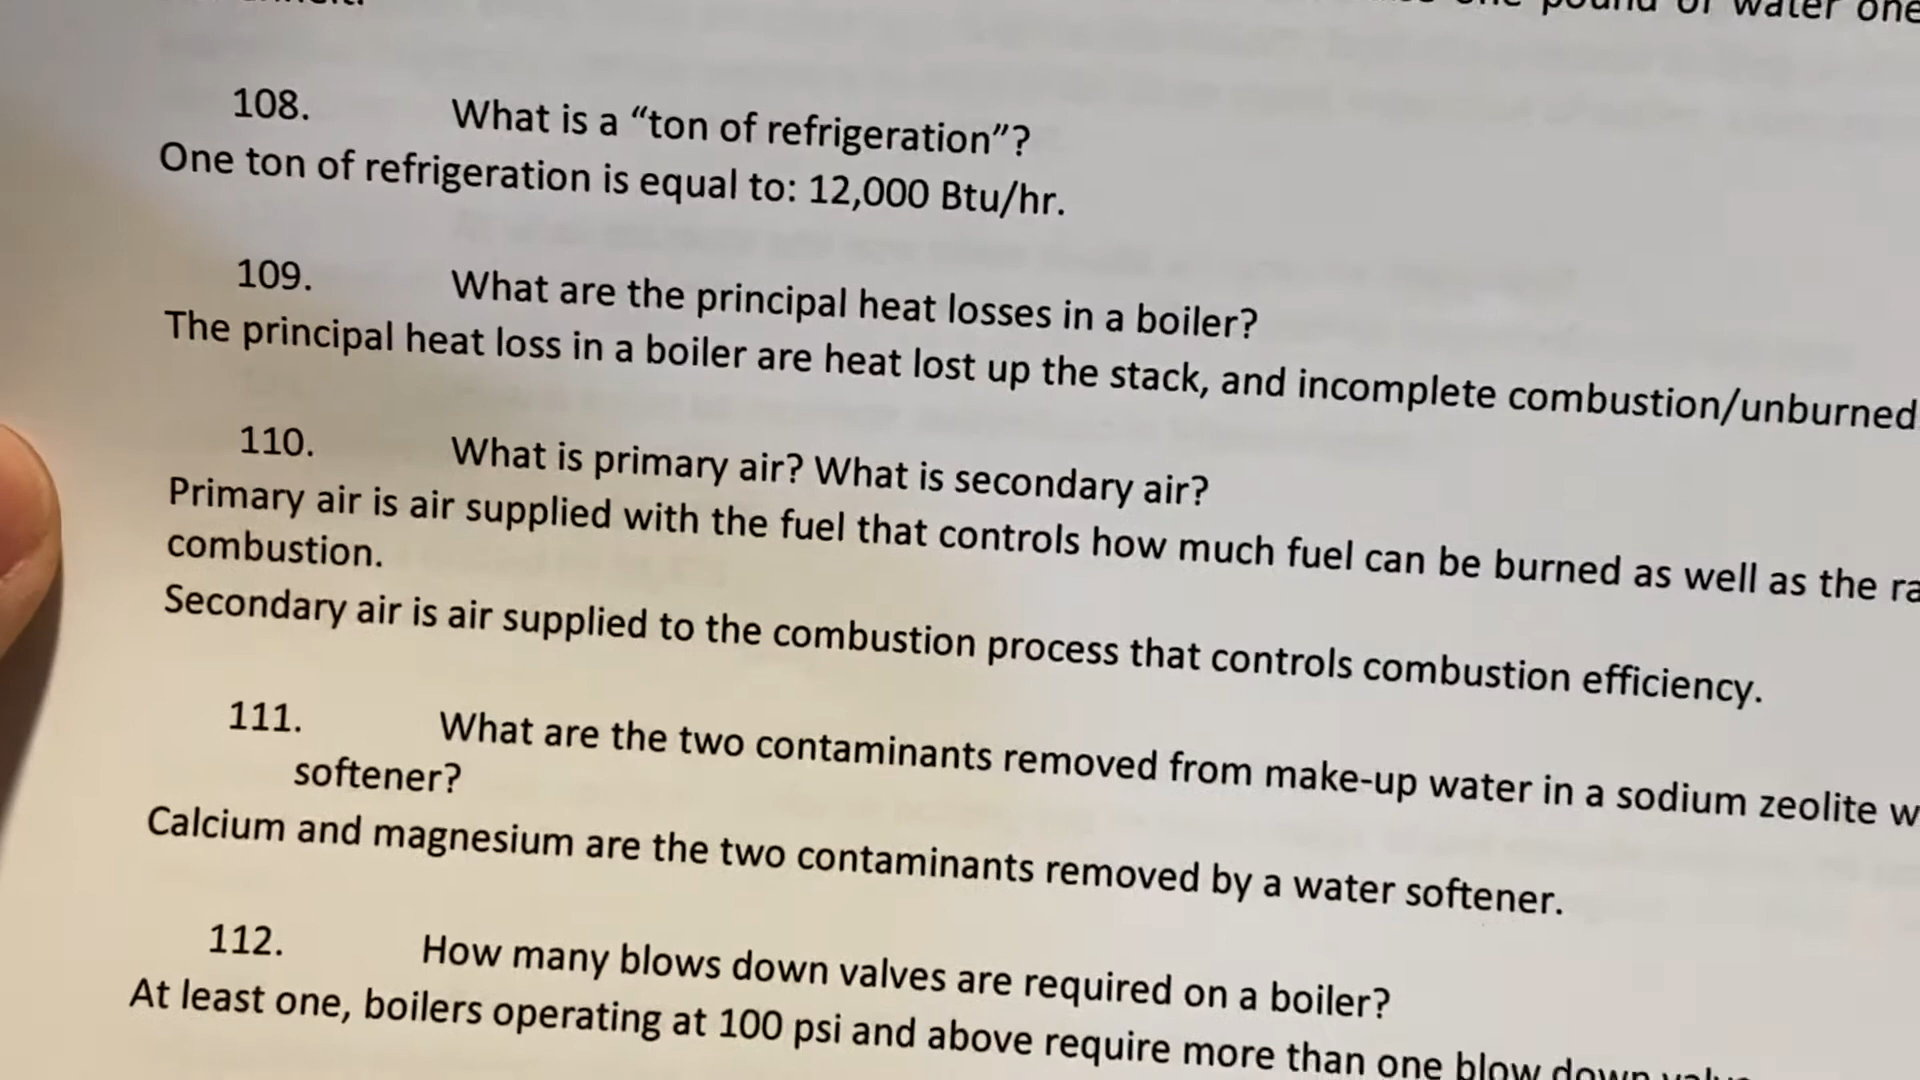 pound of water one
108. What is a “ton of refrigeration”?
One ton of refrigeration is equal to: 12,000 Btu/hr.
109. What are the principal heat losses in a boiler?
The principal heat loss in a boiler are heat lost up the stack, and incomplete combustion/unburned
110. What is primary air? What is secondary air?
Primary air is air supplied with the fuel that controls how much fuel can be burned as well as the
combustion.
Secondary air is air supplied to the combustion process that controls combustion efficiency.
111. What are the two contaminants removed from make-up water in a sodium zeolite
softener?
Calcium and magnesium are the two contaminants removed by a water softener.
112. How many blows down valves are required on a boiler?
At least one, boilers operating at 100 psi and above require more than one blow down